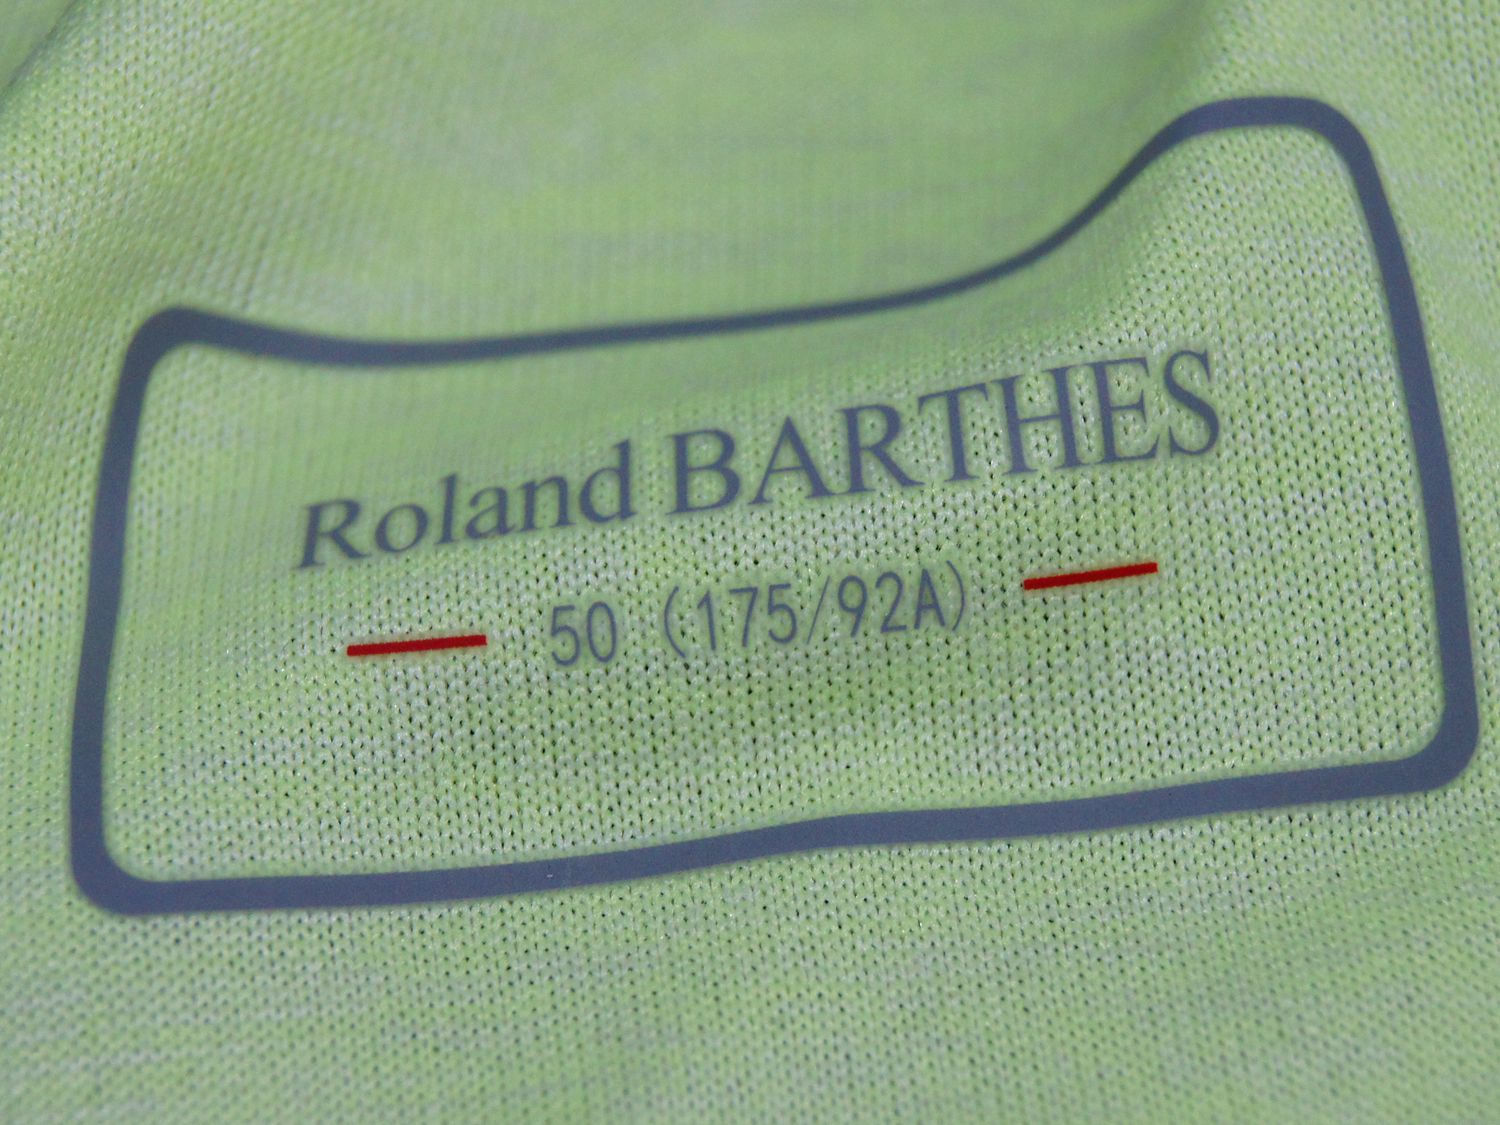 Roland BARTHES
50 (175/92A)